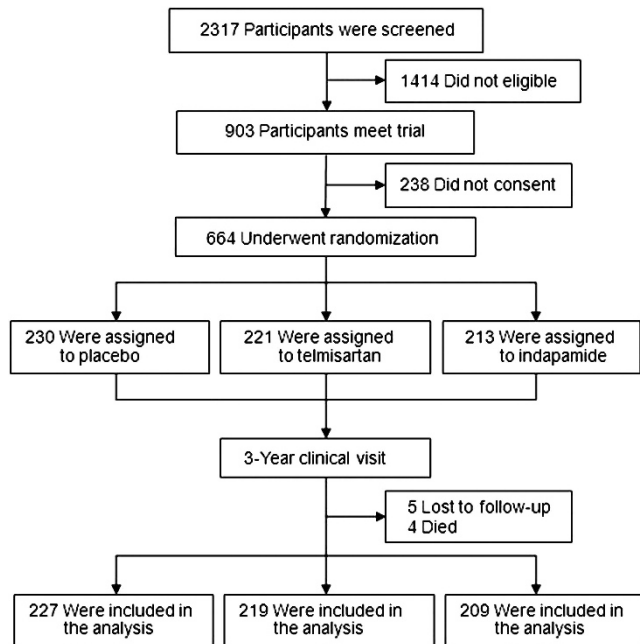 2317 Participants were screened
1414 Did not eligible
903 Participants meet trial
238 Did not consent
664 Underwent randomization
230 Were assigned
to placebo
221 Were assigned
to telmisartan
213 Were assigned
to indapamide
3-Year clinical visit
5 Lost to follow-up
4 Died
227 Were included in
the analysis
219 Were included in
the analysis
209 Were included in
the analysis